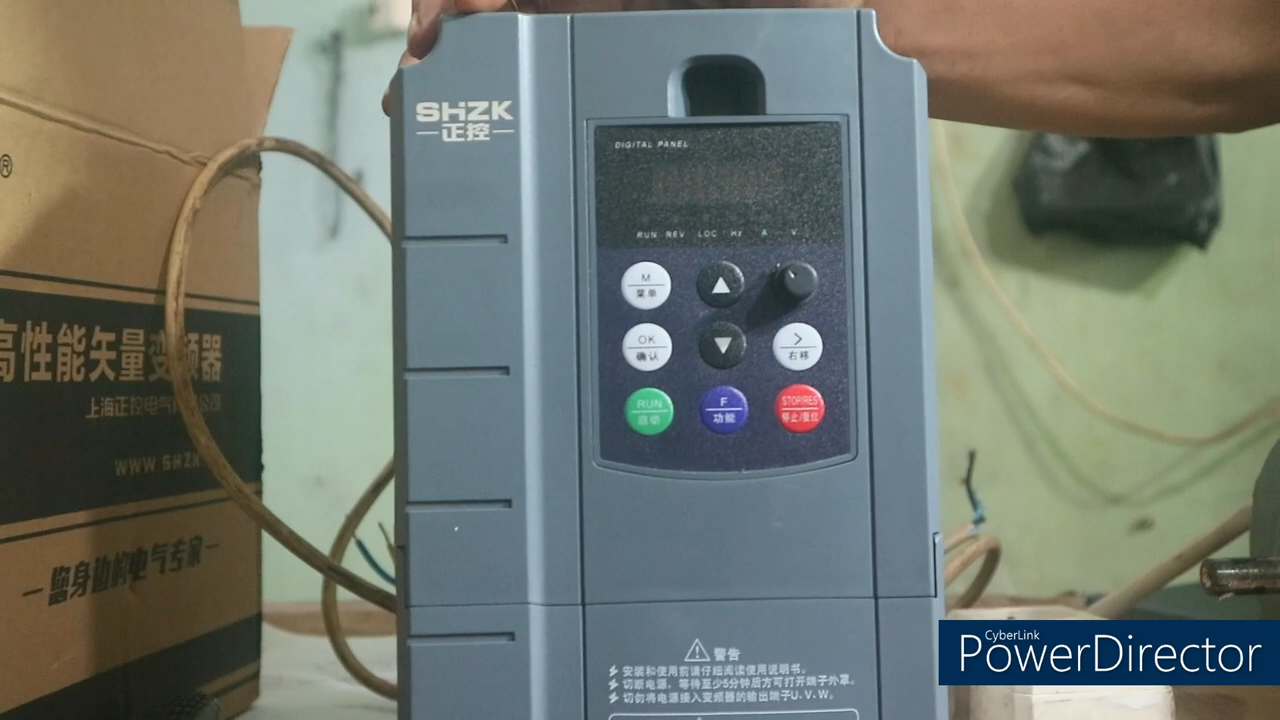 ®
高性能矢量变频器
上海正控电气有限公司
WWW SHZK
您身边的电气专家
SHZK
正控
DIGITAL PANEL
RUN REV LOC Hz A V
M
菜单
OK
确认
>
右移
RUN
启动
F
功能
STOP/RES
停止/复位
警告
安装和使用前请仔细阅读使用说明书。
切断电源，等待至少5分钟后方可打开端子外罩。
切勿将电源接入变频器的输出端子U、V、W。
CyberLink
PowerDirector